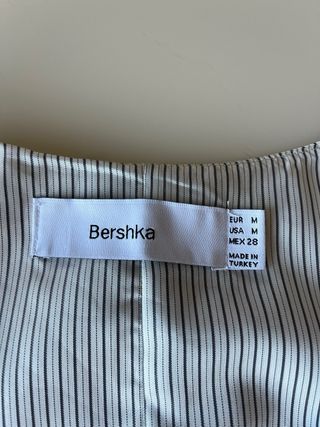 Bershka
EUR M
USA M
MEX 28
MADE IN
TURKEY